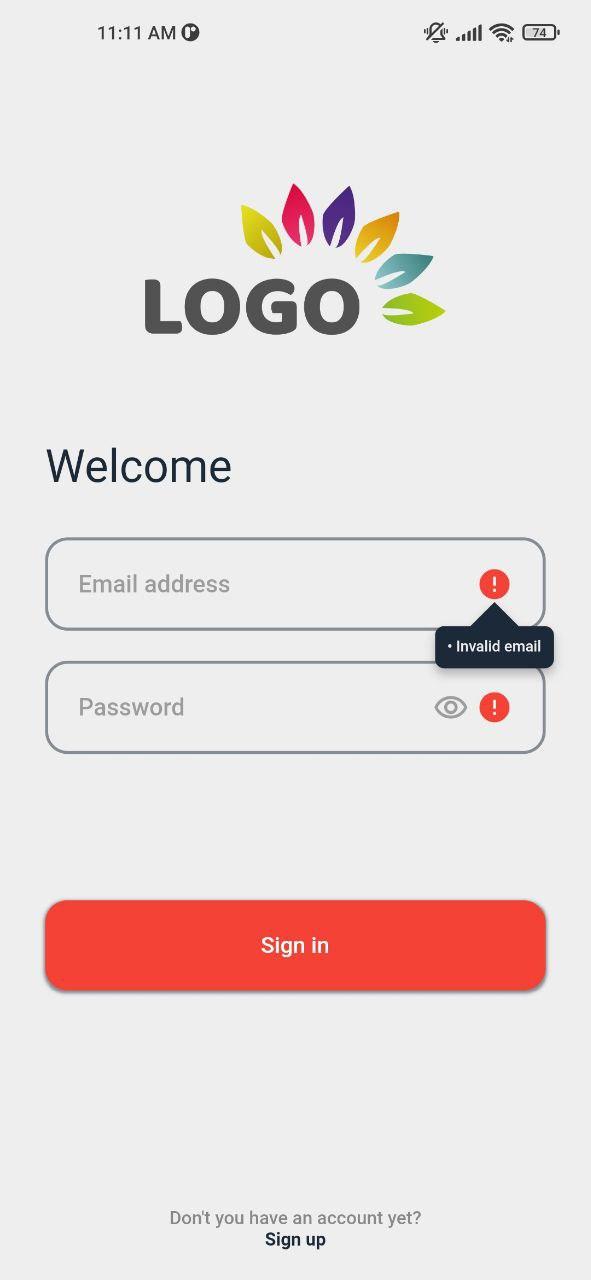 11:11 AM
74
LOGO
Welcome
Email address
• Invalid email
Password
Sign in
Don't you have an account yet?
Sign up